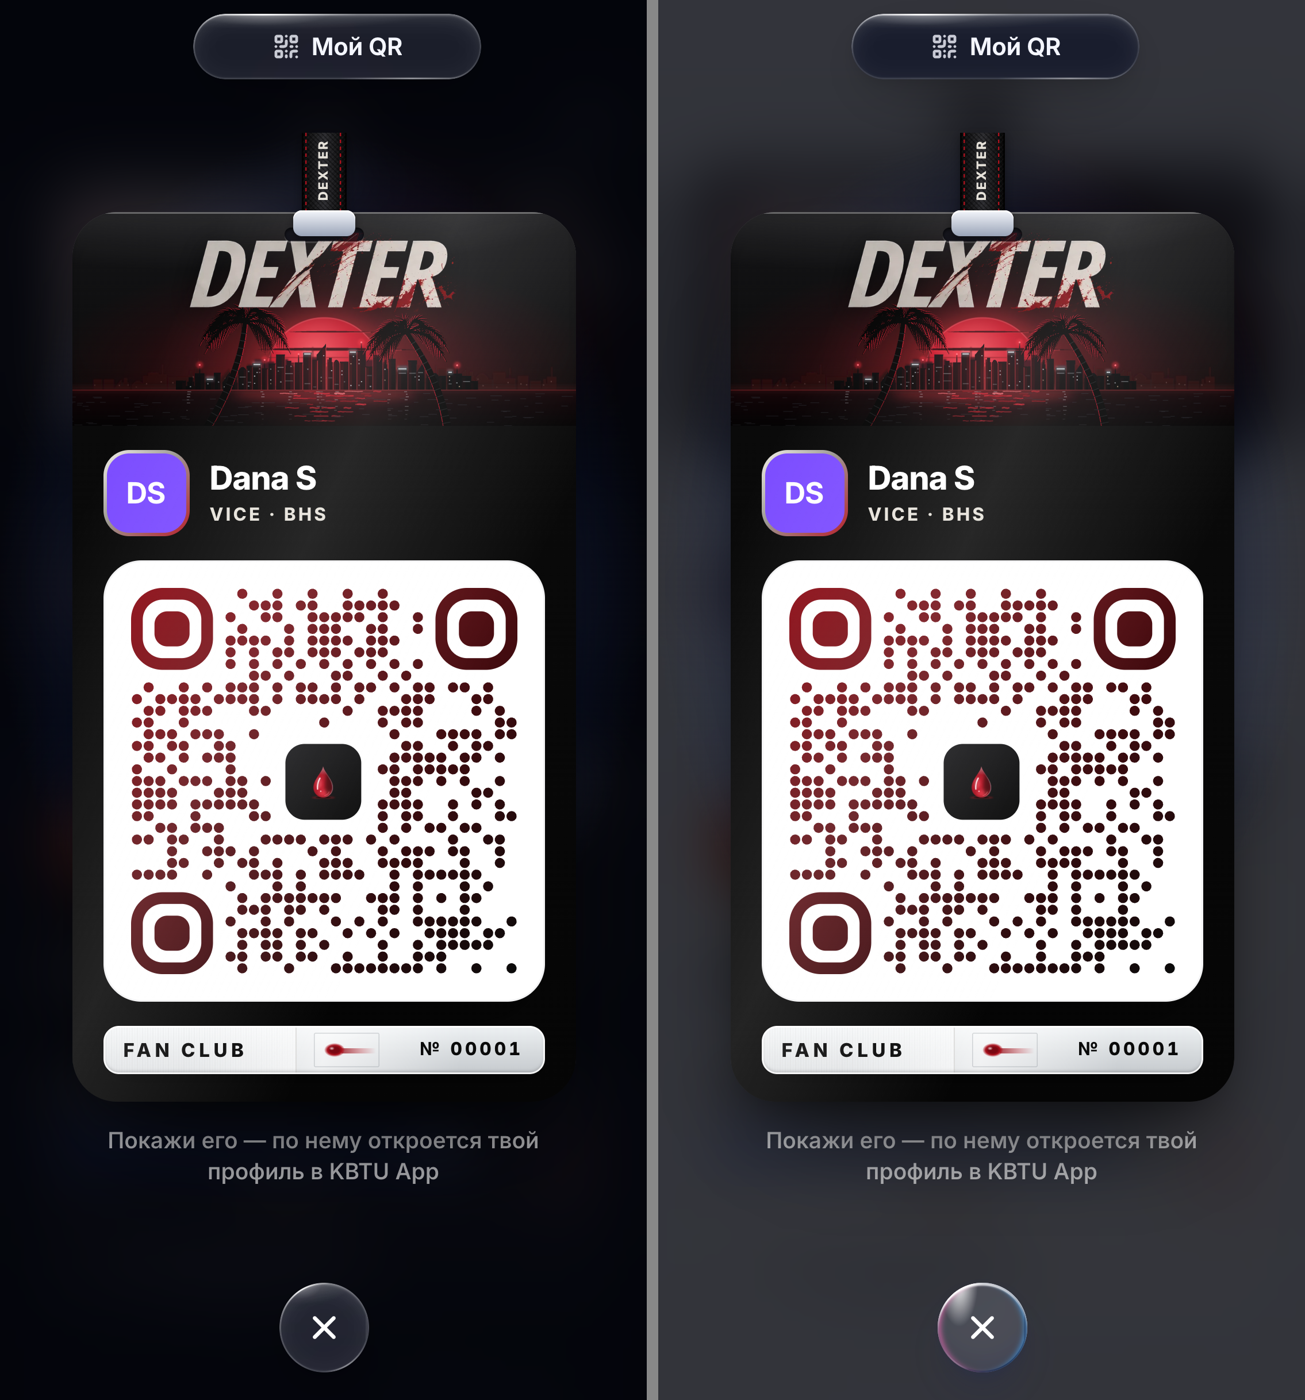 Мой QR
DEXTER
DEXTER
DS
Dana S
VICE · BHS
FAN CLUB
№ 00001
Покажи его — по нему откроется твой
профиль в KBTU App
Мой QR
DEXTER
DEXTER
DS
Dana S
VICE · BHS
FAN CLUB
№ 00001
Покажи его — по нему откроется твой
профиль в KBTU App